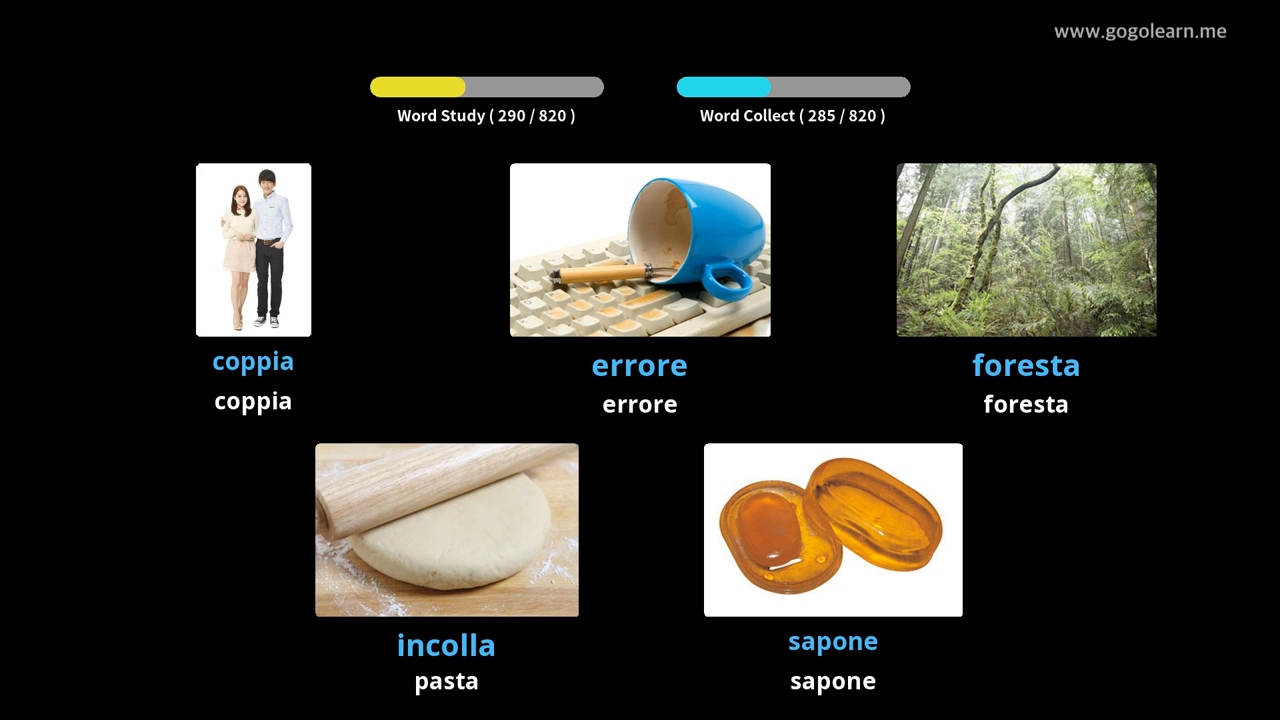 www.gogolearn.me
Word Study ( 290 / 820 )
Word Collect ( 285 / 820 )
coppia
coppia
errore
errore
foresta
foresta
incolla
pasta
sapone
sapone